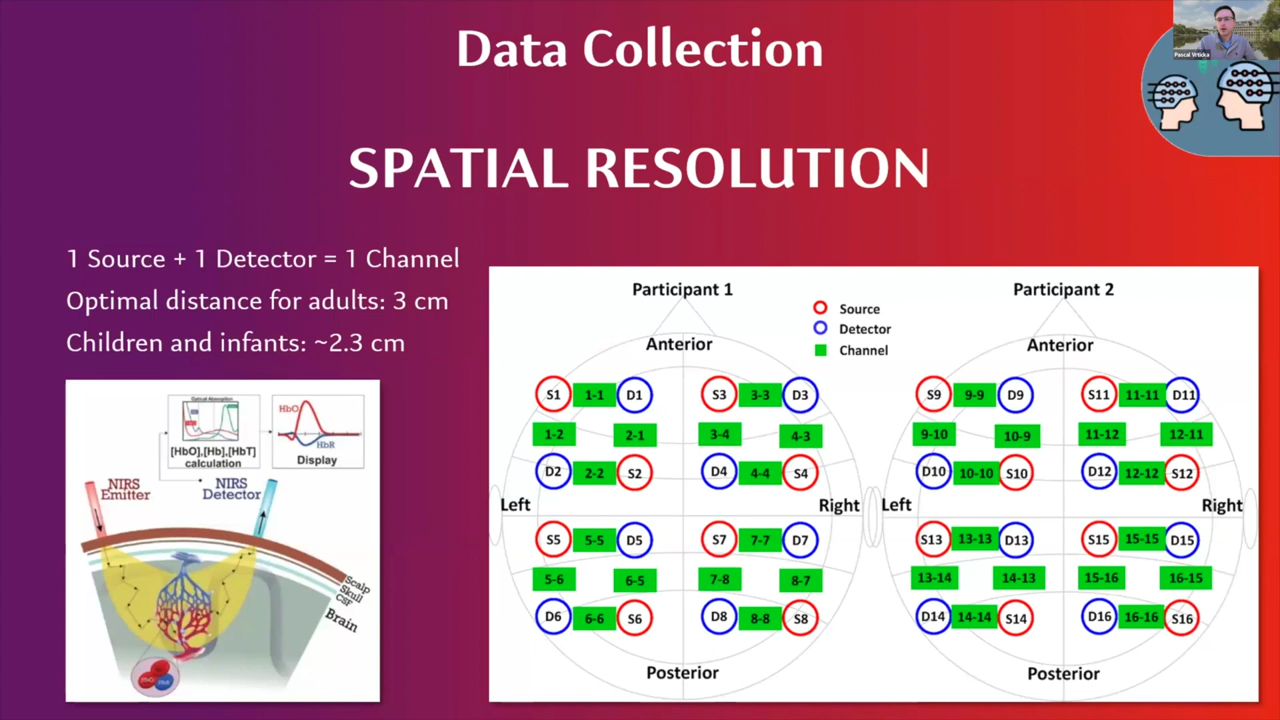 Data Collection
Pascal Vrticka
SPATIAL RESOLUTION
1 Source + 1 Detector = 1 Channel
Optimal distance for adults: 3 cm
Children and infants: ~2.3 cm
Optical Absorption
HbO
HbR
[HbO],[Hb],[HbT]
calculation
Display
NIRS
Emitter
NIRS
Detector
Scalp
Skull
CSF
Brain
Participant 1
Anterior
S1 1-1 D1 S3 3-3 D3
1-2 2-1 3-4 4-3
D2 2-2 S2 D4 4-4 S4
Left Right
S5 5-5 D5 S7 7-7 D7
5-6 6-5 7-8 8-7
D6 6-6 S6 D8 8-8 S8
Posterior
Source
Detector
Channel
Participant 2
Anterior
S9 9-9 D9 S11 11-11 D11
9-10 10-9 11-12 12-11
D10 10-10 S10 D12 12-12 S12
Left Right
S13 13-13 D13 S15 15-15 D15
13-14 14-13 15-16 16-15
D14 14-14 S14 D16 16-16 S16
Posterior